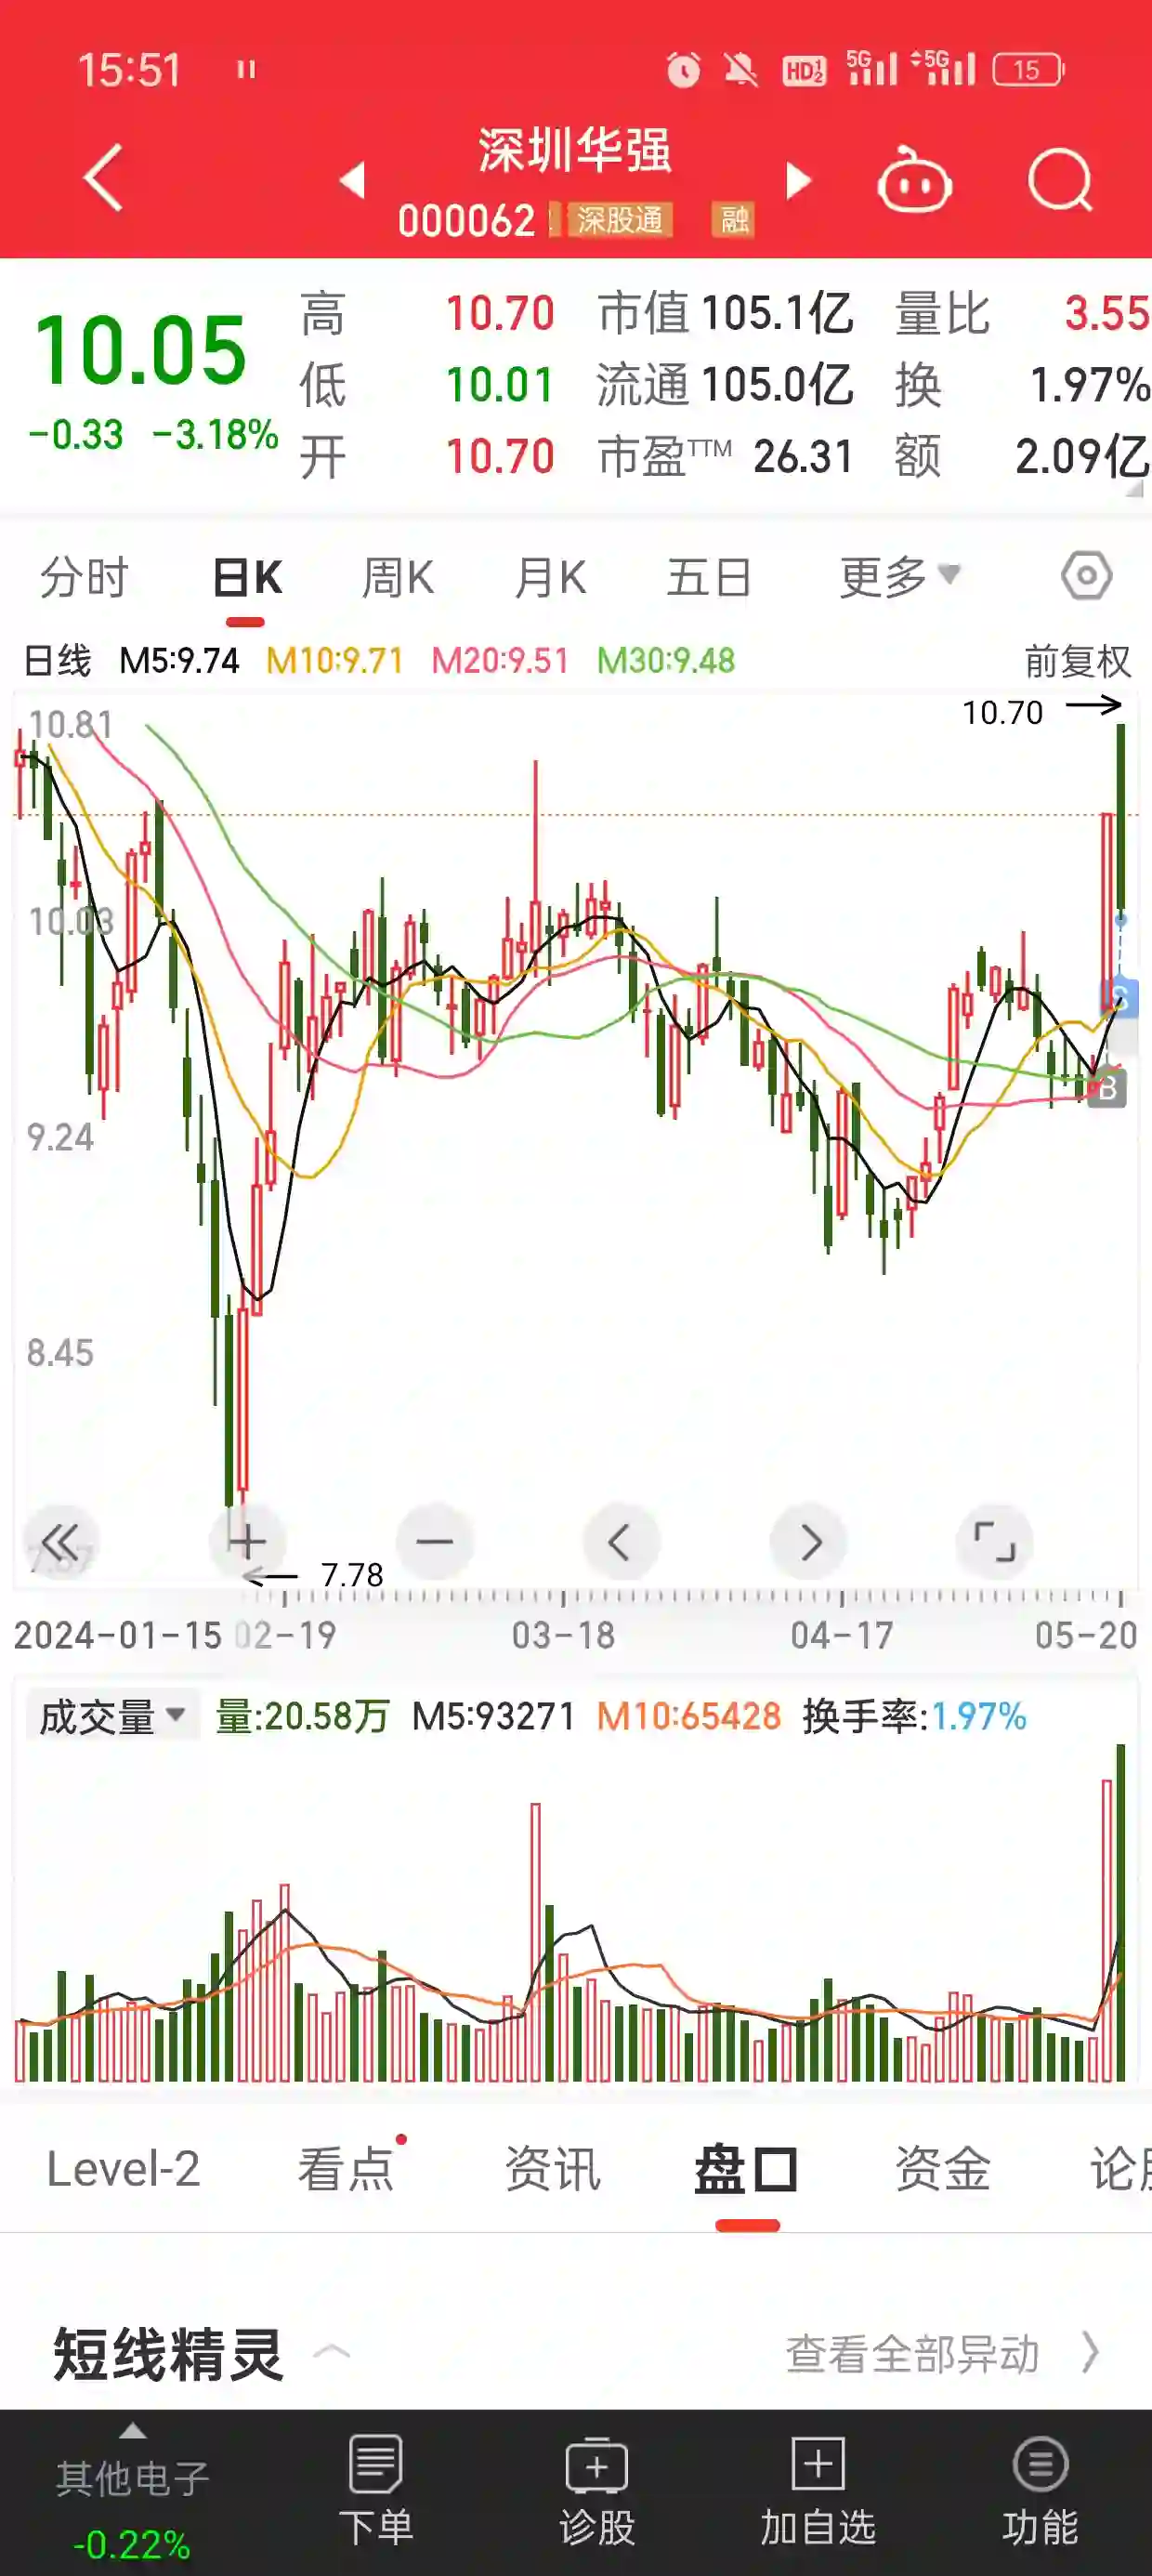 15:51
HD 1 2 5G 5G 15
深圳华强
000062 深股通 融
10.05
-0.33 -3.18%
高 10.70 市值 105.1亿 量比 3.55
低 10.01 流通 105.0亿 换 1.97%
开 10.70 市盈TTM 26.31 额 2.09亿
分时 日K 周K 月K 五日 更多
日线 M5:9.74 M10:9.71 M20:9.51 M30:9.48 前复权
10.70
10.81
10.03
S
B
9.24
8.45
7.78
2024-01-15 02-19 03-18 04-17 05-20
成交量 量:20.58万 M5:93271 M10:65428 换手率:1.97%
Level-2 看点 资讯 盘口 资金 论
短线精灵 查看全部异动
其他电子
-0.22%
下单 诊股 加自选 功能